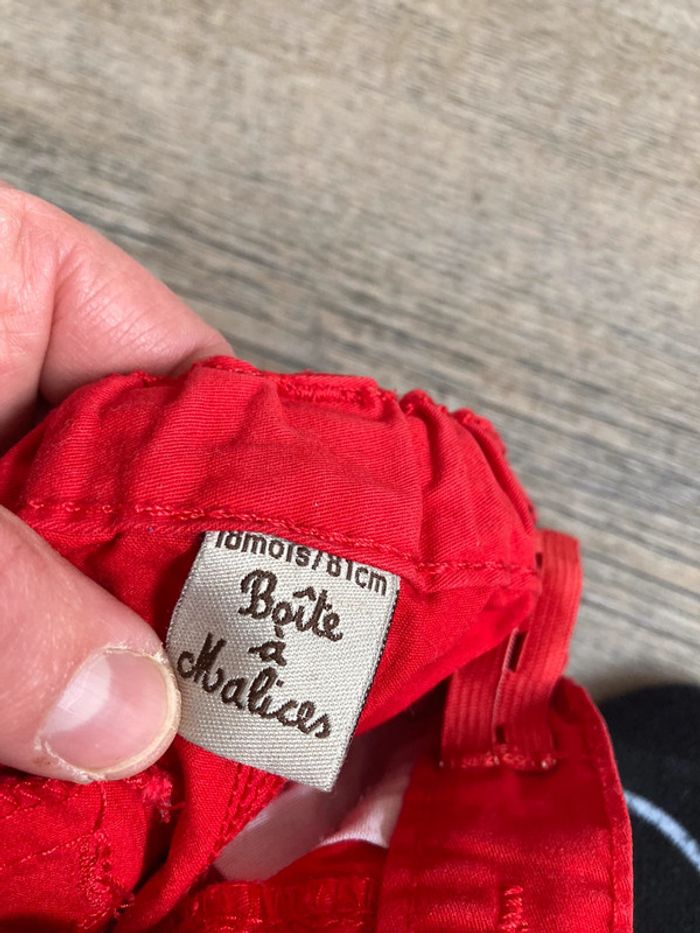 18mois/81cm
Boîte
à
Malices